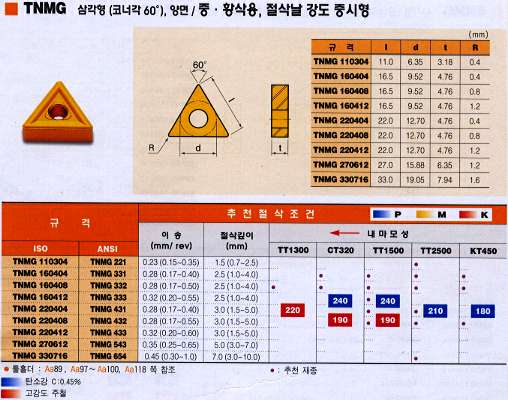 TNMG 삼각형 (코너각 60°), 양면 / 중 · 황삭용, 절삭날 강도 중시형
(mm)
규 격 l d t R
TNMG 110304 11.0 6.35 3.18 0.4
TNMG 160404 16.5 9.52 4.76 0.4
TNMG 160408 16.5 9.52 4.76 0.8
TNMG 160412 16.5 9.52 4.76 1.2
TNMG 220404 22.0 12.70 4.76 0.4
TNMG 220408 22.0 12.70 4.76 0.8
TNMG 220412 22.0 12.70 4.76 1.2
TNMG 270612 27.0 15.88 6.35 1.2
TNMG 330716 33.0 19.05 7.94 1.6
60°
l
R
d
t
규 격
추천절삭조건
P M K
이 송 (mm/ rev)
절삭깊이 (mm)
내 마 모 성
ISO ANSI TT1300 CT320 TT1500 TT2500 KT450
TNMG 110304 TNMG 221 0.23 (0.15~0.35) 1.5 (0.7~2.5)
TNMG 160404 TNMG 331 0.28 (0.17~0.40) 2.5 (1.0~4.0)
TNMG 160408 TNMG 332 0.28 (0.17~0.50) 2.5 (1.0~4.0)
TNMG 160412 TNMG 333 0.32 (0.20~0.55) 2.5 (1.0~4.0)
TNMG 220404 TNMG 431 0.28 (0.17~0.40) 3.0 (1.5~5.0)
TNMG 220408 TNMG 432 0.28 (0.17~0.55) 3.0 (1.5~5.0)
TNMG 220412 TNMG 433 0.32 (0.20~0.60) 3.0 (1.5~5.0)
TNMG 270612 TNMG 543 0.35 (0.25~0.65) 5.0 (3.0~7.0)
TNMG 330716 TNMG 654 0.45 (0.30~1.0) 7.0 (3.0~10.0)
220 240 190 240 190 210 180
● 툴홀더 : Aa89, Aa97~ Aa100, Aa118 쪽 참조
● : 추천 재종
탄소강 C:0.45%
고강도 주철